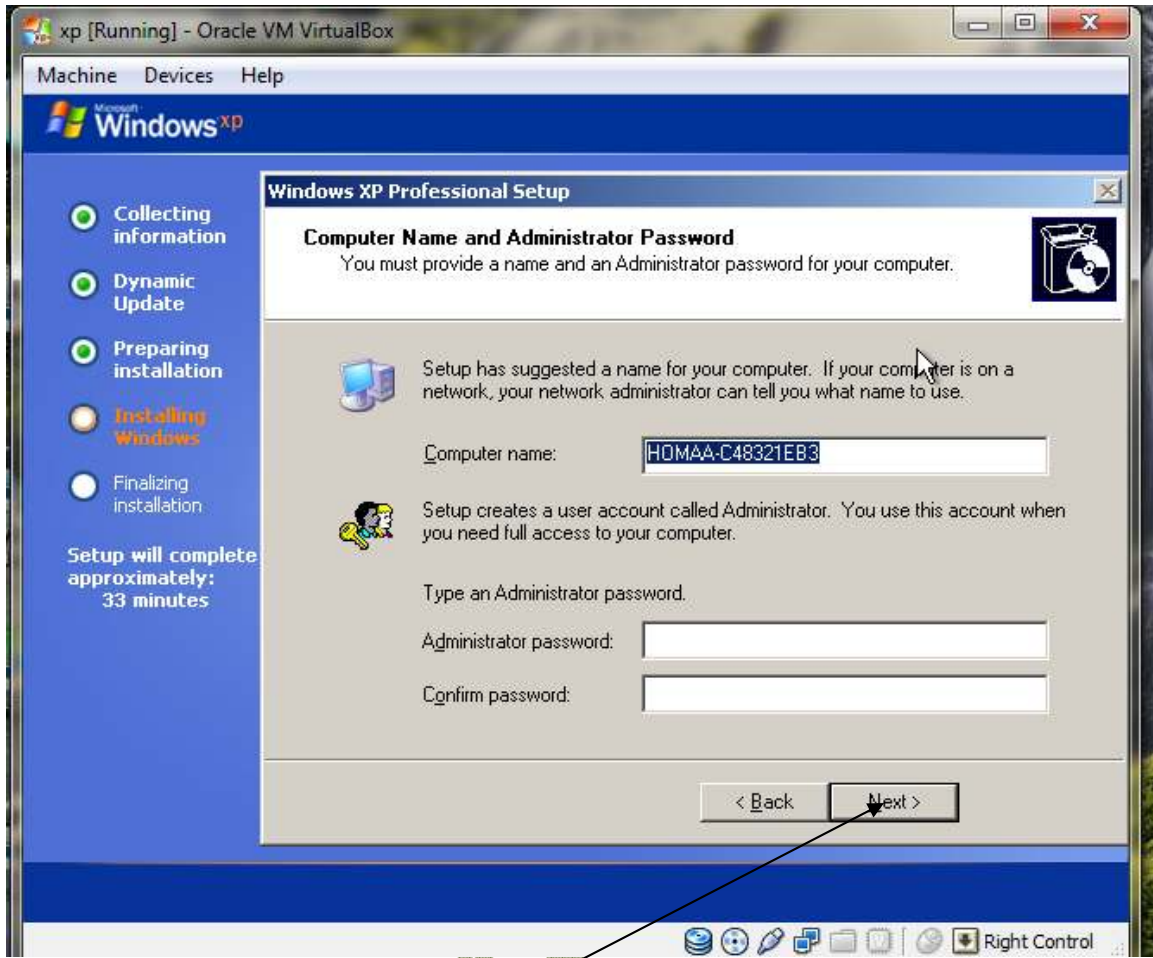 xp [Running] - Oracle VM VirtualBox
Machine Devices Help
Microsoft
Windows xp
Collecting
information
Dynamic
Update
Preparing
installation
Installing
Windows
Finalizing
installation
Setup will complete
approximately:
33 minutes
Windows XP Professional Setup
Computer Name and Administrator Password
You must provide a name and an Administrator password for your computer.
Setup has suggested a name for your computer. If your computer is on a
network, your network administrator can tell you what name to use.
Computer name:
HOMAA-C48321EB3
Setup creates a user account called Administrator. You use this account when
you need full access to your computer.
Type an Administrator password.
Administrator password:
Confirm password:
< Back
Next >
Right Control